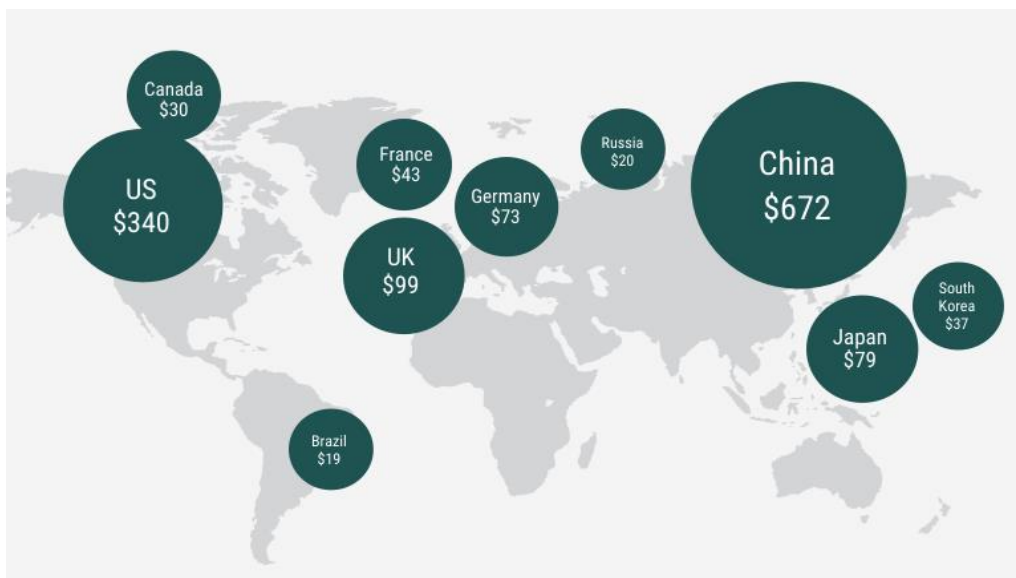 Canada
$30
US
$340
France
$43
Germany
$73
UK
$99
Russia
$20
China
$672
South
Korea
$37
Japan
$79
Brazil
$19